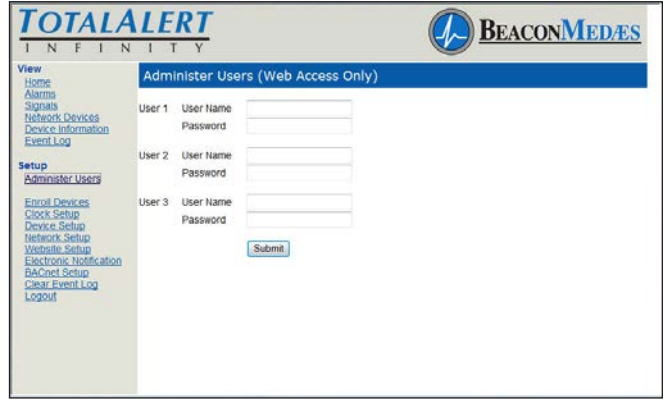 TOTALALERT
INFINITY
BEACONMEDÆS
View
Home
Alarms
Signals
Network Devices
Device Information
Event Log
Setup
Administer Users
Enroll Devices
Clock Setup
Device Setup
Network Setup
Website Setup
Electronic Notification
BACnet Setup
Clear Event Log
Logout
Administer Users (Web Access Only)
User 1 User Name
Password
User 2 User Name
Password
User 3 User Name
Password
Submit